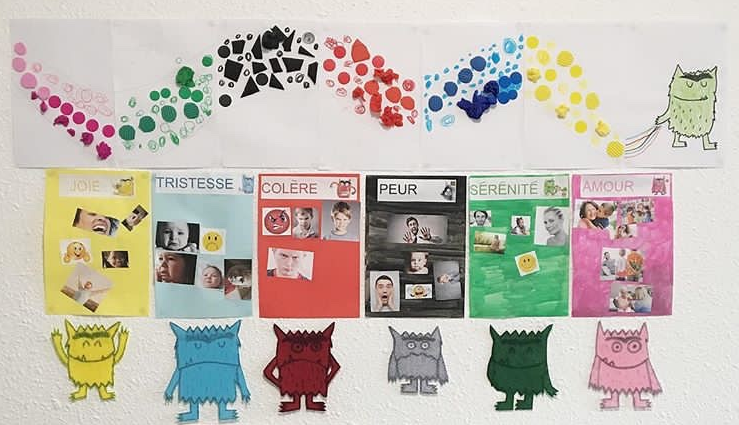 JOIE
TRISTESSE
COLÈRE
PEUR
SÉRÉNITÉ
AMOUR